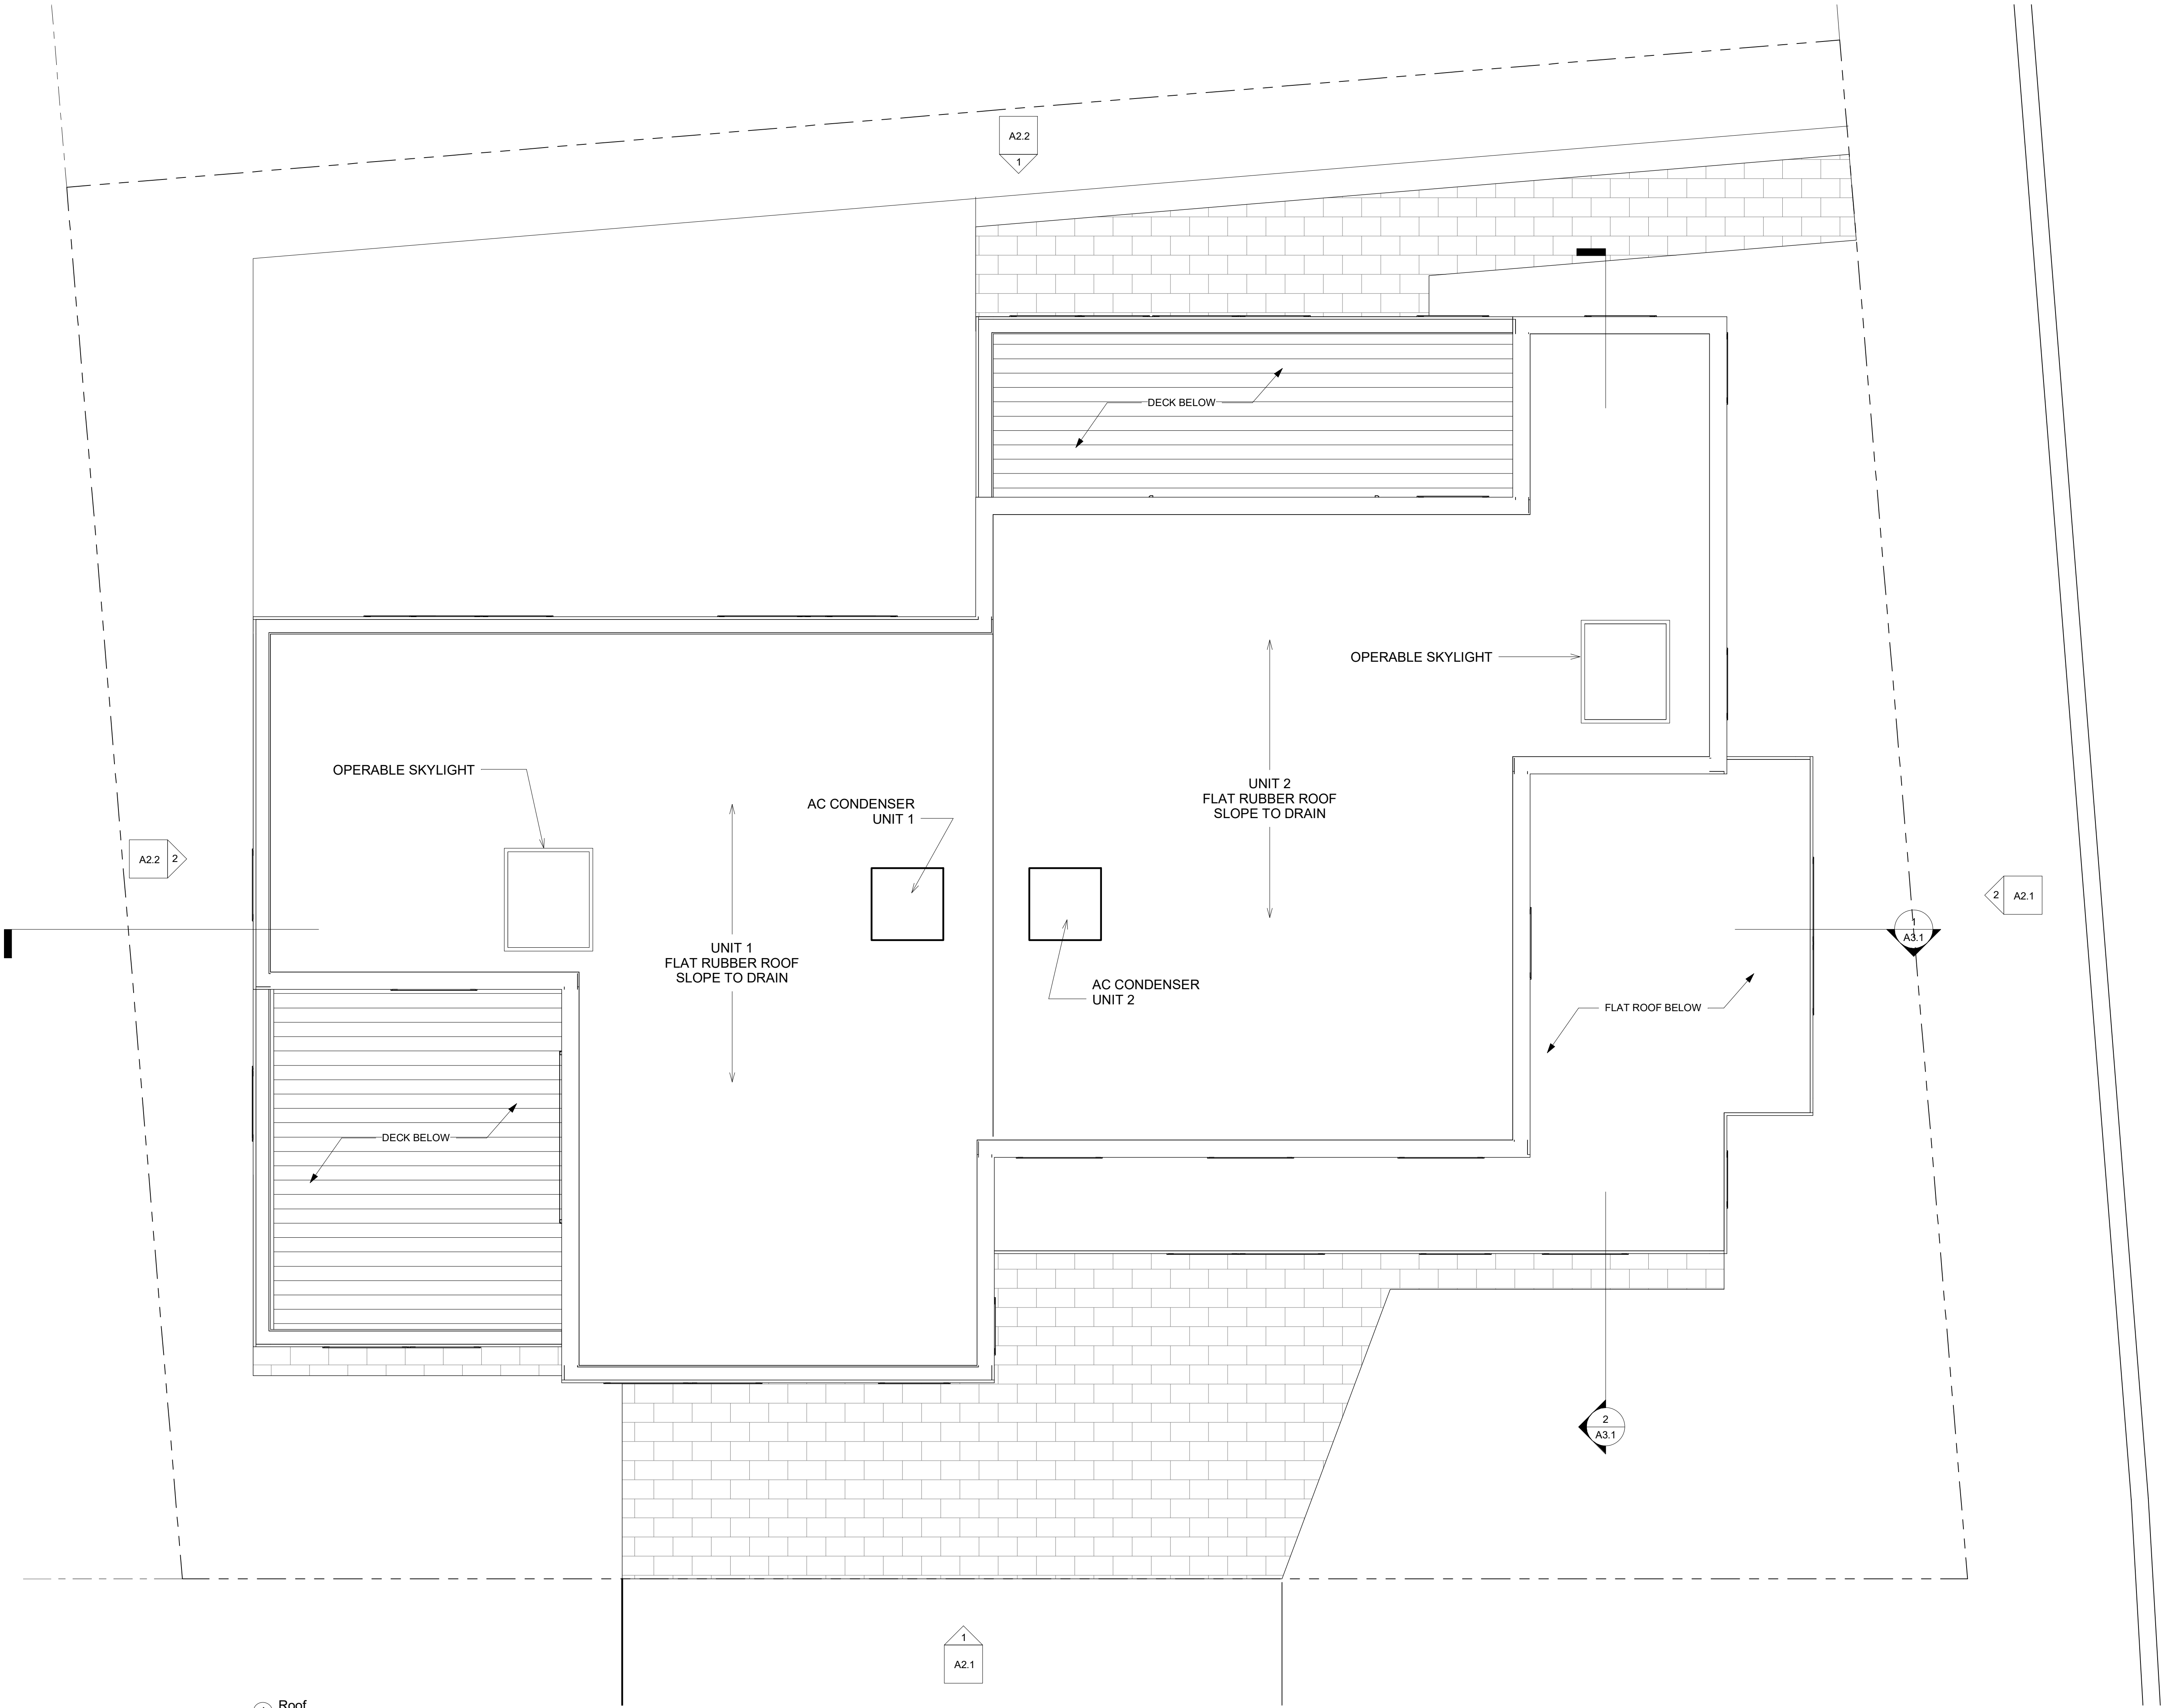 A2.2
1
DECK BELOW
OPERABLE SKYLIGHT
OPERABLE SKYLIGHT
UNIT 2
FLAT RUBBER ROOF
SLOPE TO DRAIN
AC CONDENSER
UNIT 1
A2.2
2
2
A2.1
1
A3.1
UNIT 1
FLAT RUBBER ROOF
SLOPE TO DRAIN
AC CONDENSER
UNIT 2
FLAT ROOF BELOW
DECK BELOW
2
A3.1
1
A2.1
Roof